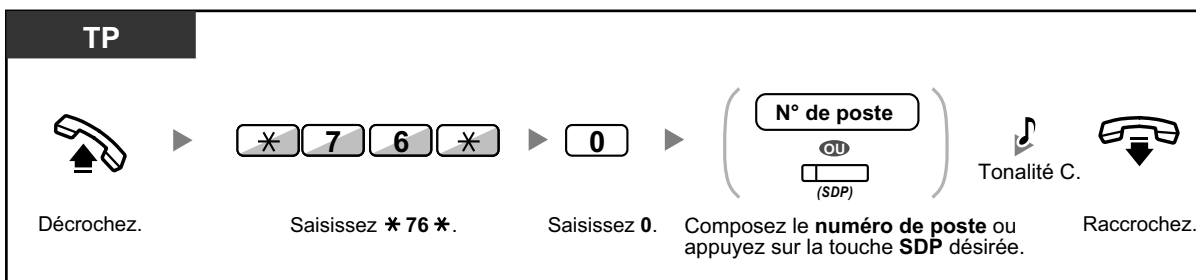 TP
* 7 6 *
0
N° de poste
OU
(SDP)
Tonalité C.
Décrochez.
Saisissez * 76 *.
Saisissez 0.
Composez le numéro de poste ou
appuyez sur la touche SDP désirée.
Raccrochez.